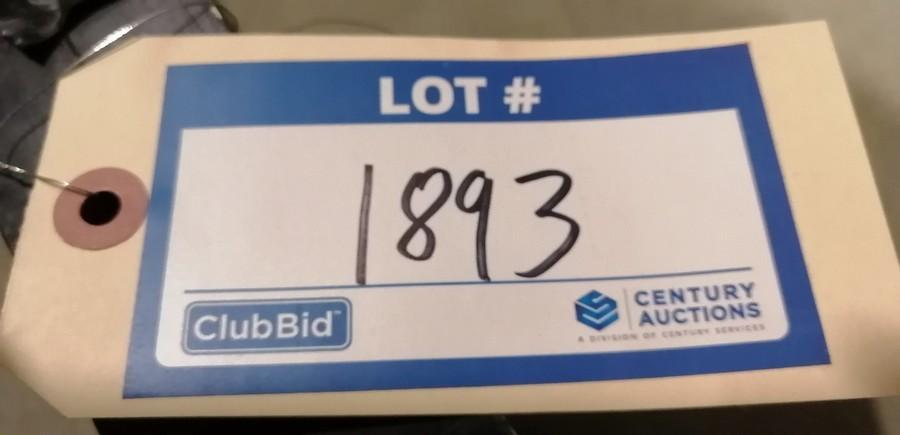 LOT #
1893
ClubBid™
CENTURY
AUCTIONS
A DIVISION OF CENTURY SERVICES